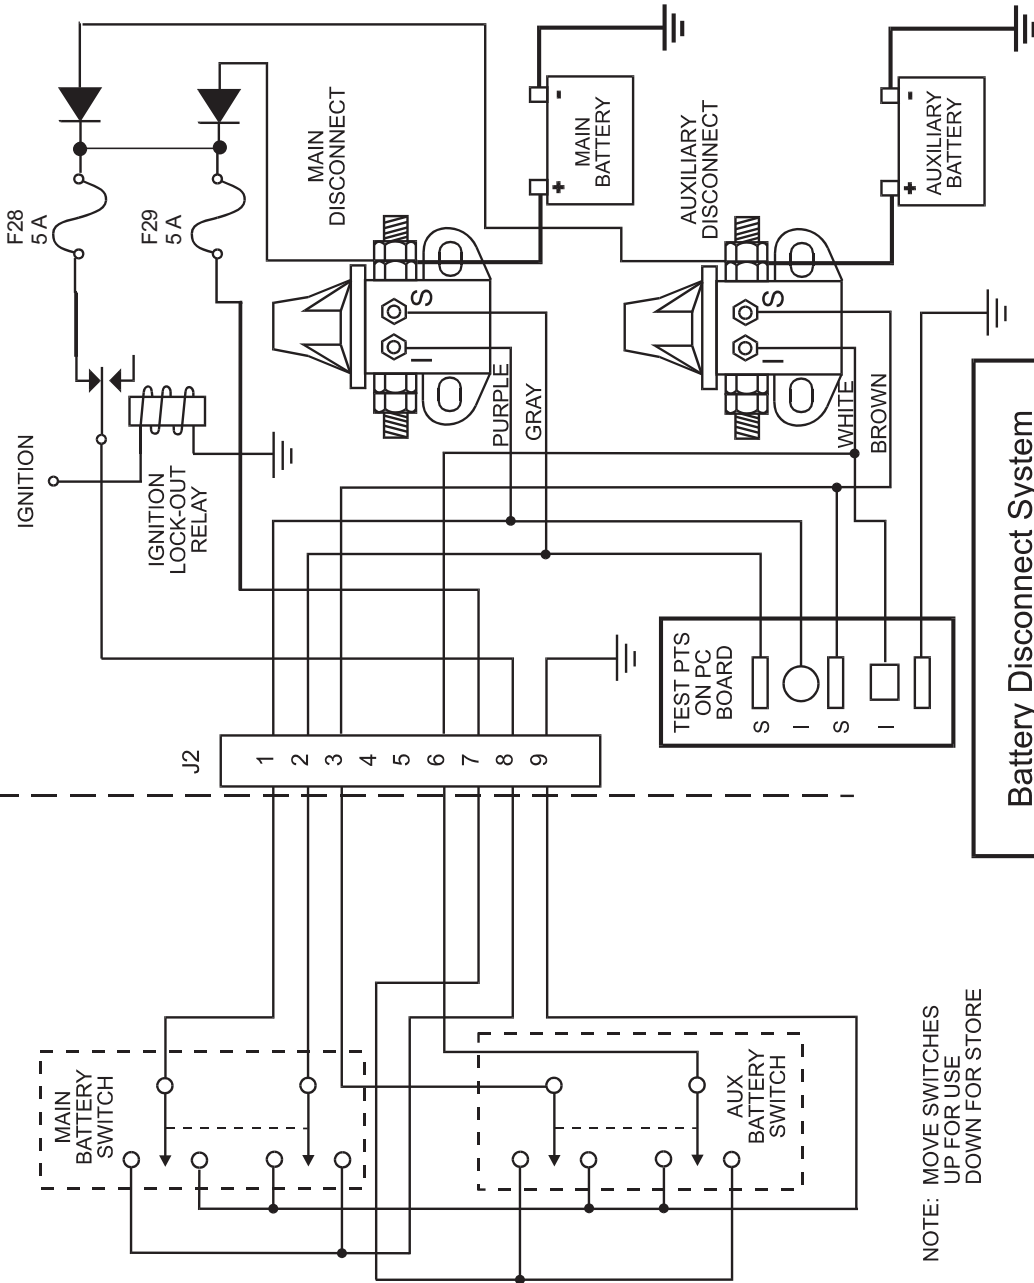 F28
5 A
F29
5 A
IGNITION
IGNITION
LOCK-OUT
RELAY
MAIN
DISCONNECT
-
MAIN
BATTERY
+
S
I
PURPLE
GRAY
AUXILIARY
DISCONNECT
-
AUXILIARY
BATTERY
+
S
I
WHITE
BROWN
J2
1
2
3
4
5
6
7
8
9
TEST PTS
ON PC
BOARD
S
I
S
I
MAIN
BATTERY
SWITCH
AUX
BATTERY
SWITCH
NOTE: MOVE SWITCHES
UP FOR USE
DOWN FOR STORE
Battery Disconnect System